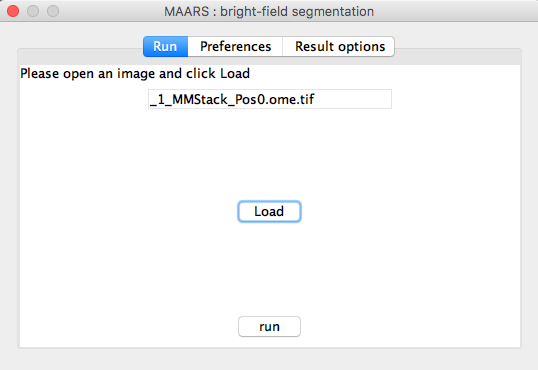 MAARS : bright-field segmentation
Run Preferences Result options
Please open an image and click Load
_1_MMStack_Pos0.ome.tif
Load
run